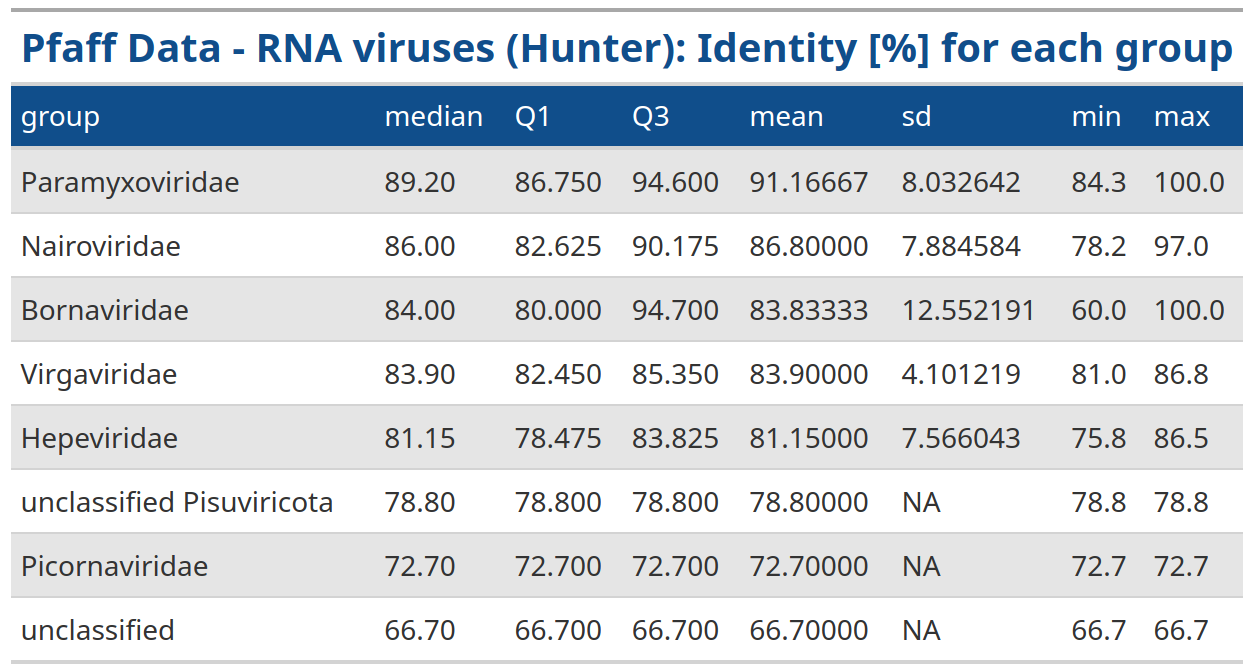 Pfaff Data - RNA viruses (Hunter): Identity [%] for each group
group median Q1 Q3 mean sd min max
Paramyxoviridae 89.20 86.750 94.600 91.16667 8.032642 84.3 100.0
Nairoviridae 86.00 82.625 90.175 86.80000 7.884584 78.2 97.0
Bornaviridae 84.00 80.000 94.700 83.83333 12.552191 60.0 100.0
Virgaviridae 83.90 82.450 85.350 83.90000 4.101219 81.0 86.8
Hepeviridae 81.15 78.475 83.825 81.15000 7.566043 75.8 86.5
unclassified Pisuviricota 78.80 78.800 78.800 78.80000 NA 78.8 78.8
Picornaviridae 72.70 72.700 72.700 72.70000 NA 72.7 72.7
unclassified 66.70 66.700 66.700 66.70000 NA 66.7 66.7